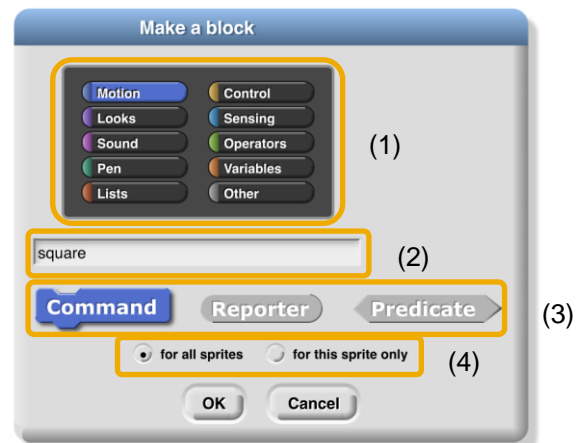 Make a block
Motion Control
Looks Sensing
Sound Operators
Pen Variables
Lists Other
(1)
square
(2)
Command Reporter Predicate
(3)
for all sprites for this sprite only
(4)
OK Cancel